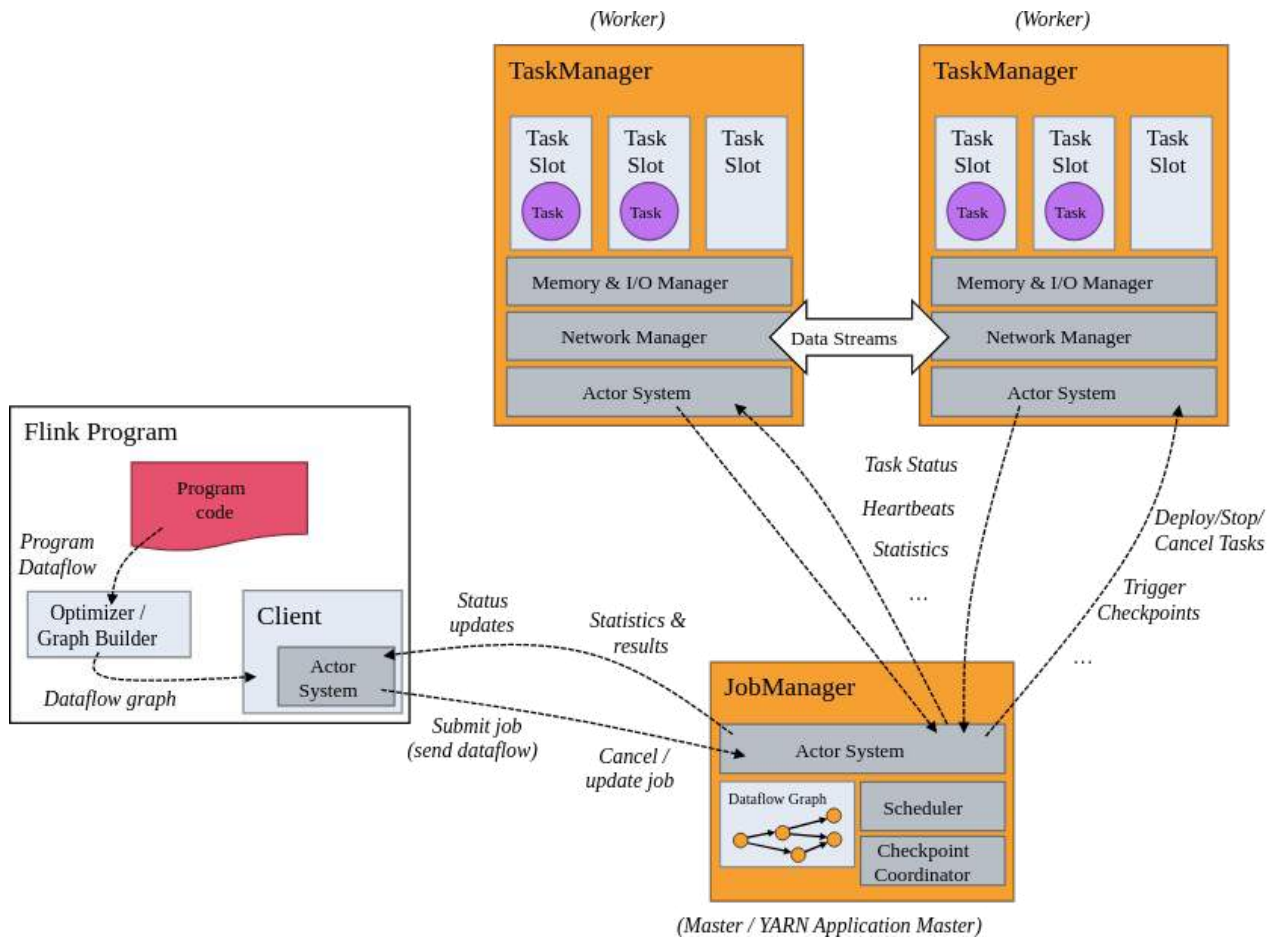 (Worker)
(Worker)
TaskManager
TaskManager
Task
Slot
Task
Slot
Task
Slot
Task
Task
Task
Slot
Task
Slot
Task
Slot
Task
Task
Memory & I/O Manager
Memory & I/O Manager
Network Manager
Data Streams
Network Manager
Actor System
Actor System
Flink Program
Program
code
Program
Dataflow
Optimizer /
Graph Builder
Dataflow graph
Client
Actor
System
Task Status
Heartbeats
Statistics
...
Deploy/Stop/
Cancel Tasks
Trigger
Checkpoints
...
Status
updates
Statistics &
results
Submit job
(send dataflow)
Cancel /
update job
JobManager
Actor System
Dataflow Graph
Scheduler
Checkpoint
Coordinator
(Master / YARN Application Master)